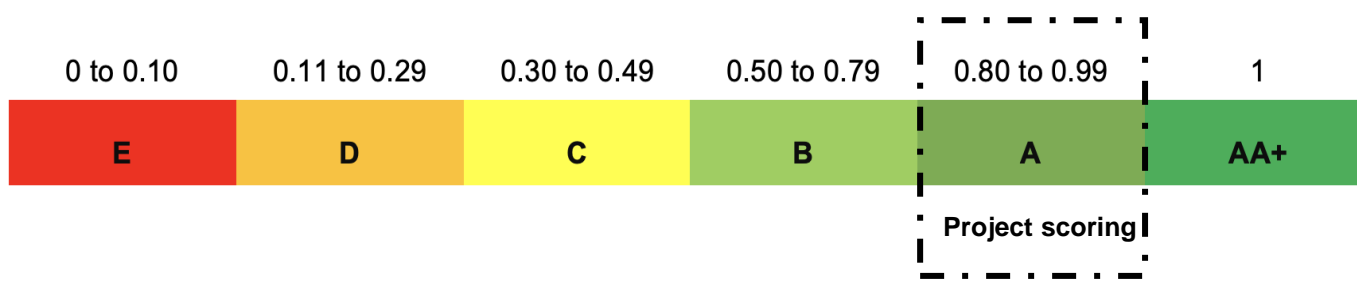 0 to 0.10 0.11 to 0.29 0.30 to 0.49 0.50 to 0.79 0.80 to 0.99 1
E D C B A AA+
Project scoring